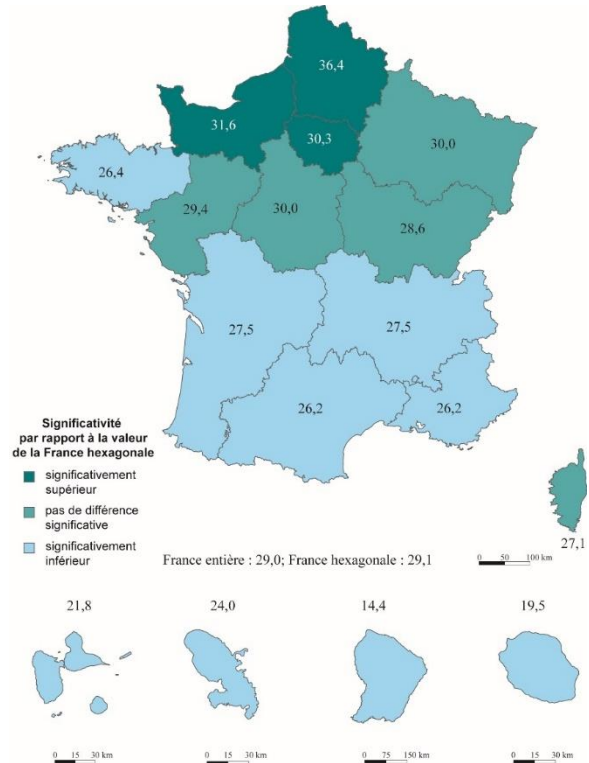 36,4
31,6
30,3
30,0
26,4
29,4
30,0
28,6
27,5
27,5
26,2
26,2
Significativité
par rapport à la valeur
de la France hexagonale
significativement
supérieur
pas de différence
significative
significativement
inférieur
27,1
0 50 100 km
France entière : 29,0; France hexagonale : 29,1
21,8
24,0
14,4
19,5
0 15 30 km
0 15 30 km
0 75 150 km
0 15 30 km